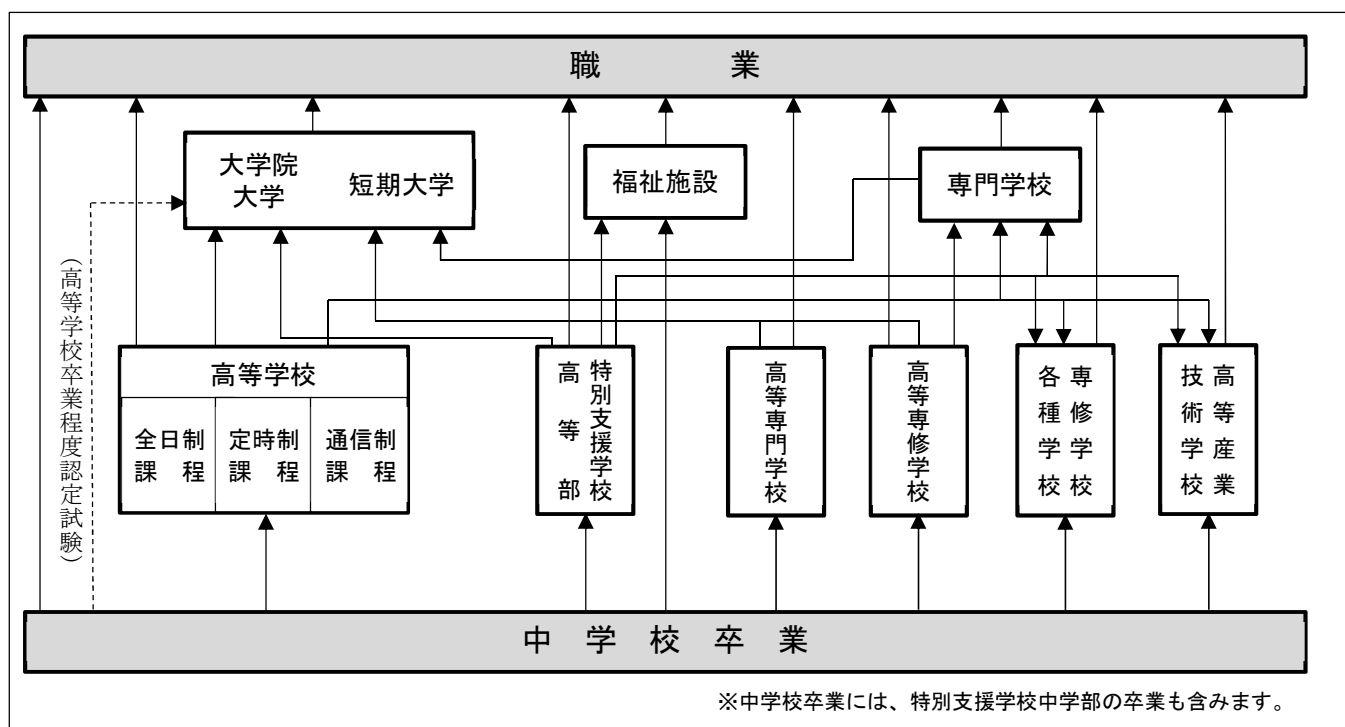 職業
大学院
大学
短期大学
福祉施設
専門学校
(高等学校卒業程度認定試験)
高等学校
全日制
課程
定時制
課程
通信制
課程
特別支援学校
高等部
高等専門学校
高等専修学校
専修学校
各種学校
高等産業
技術学校
中学校卒業
※中学校卒業には、特別支援学校中学部の卒業も含みます。